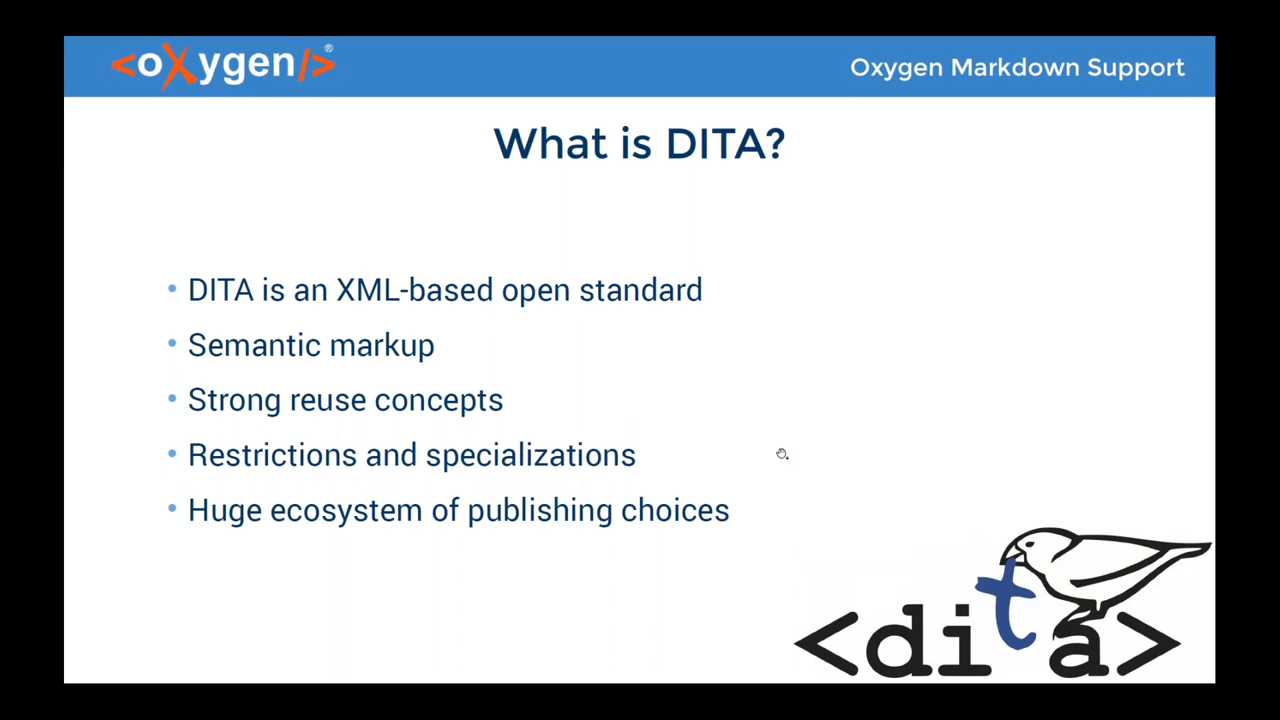 <oXygen/>®
Oxygen Markdown Support
What is DITA?
• DITA is an XML-based open standard
• Semantic markup
• Strong reuse concepts
• Restrictions and specializations
• Huge ecosystem of publishing choices
<dita>